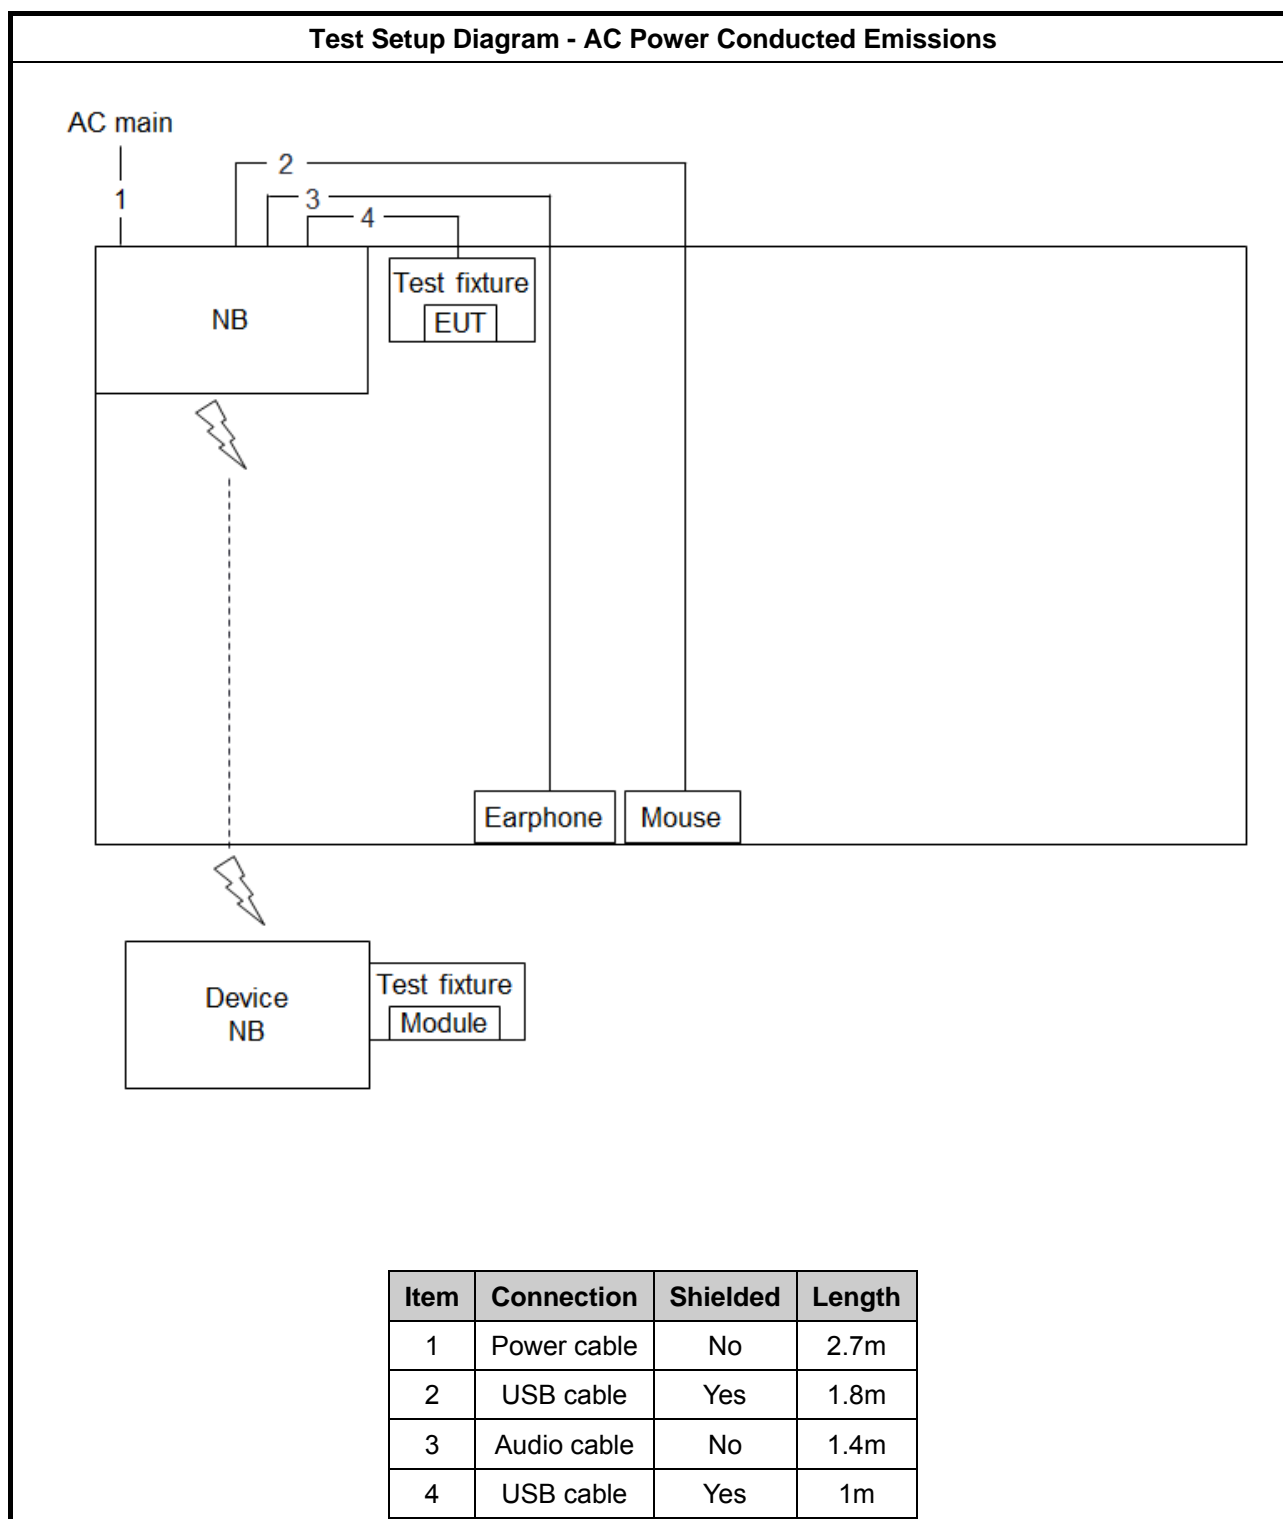 Test Setup Diagram - AC Power Conducted Emissions
AC main
1
2
3
4
NB
Test fixture
EUT
Earphone
Mouse
Device
NB
Test fixture
Module
Item Connection Shielded Length
1 Power cable No 2.7m
2 USB cable Yes 1.8m
3 Audio cable No 1.4m
4 USB cable Yes 1m